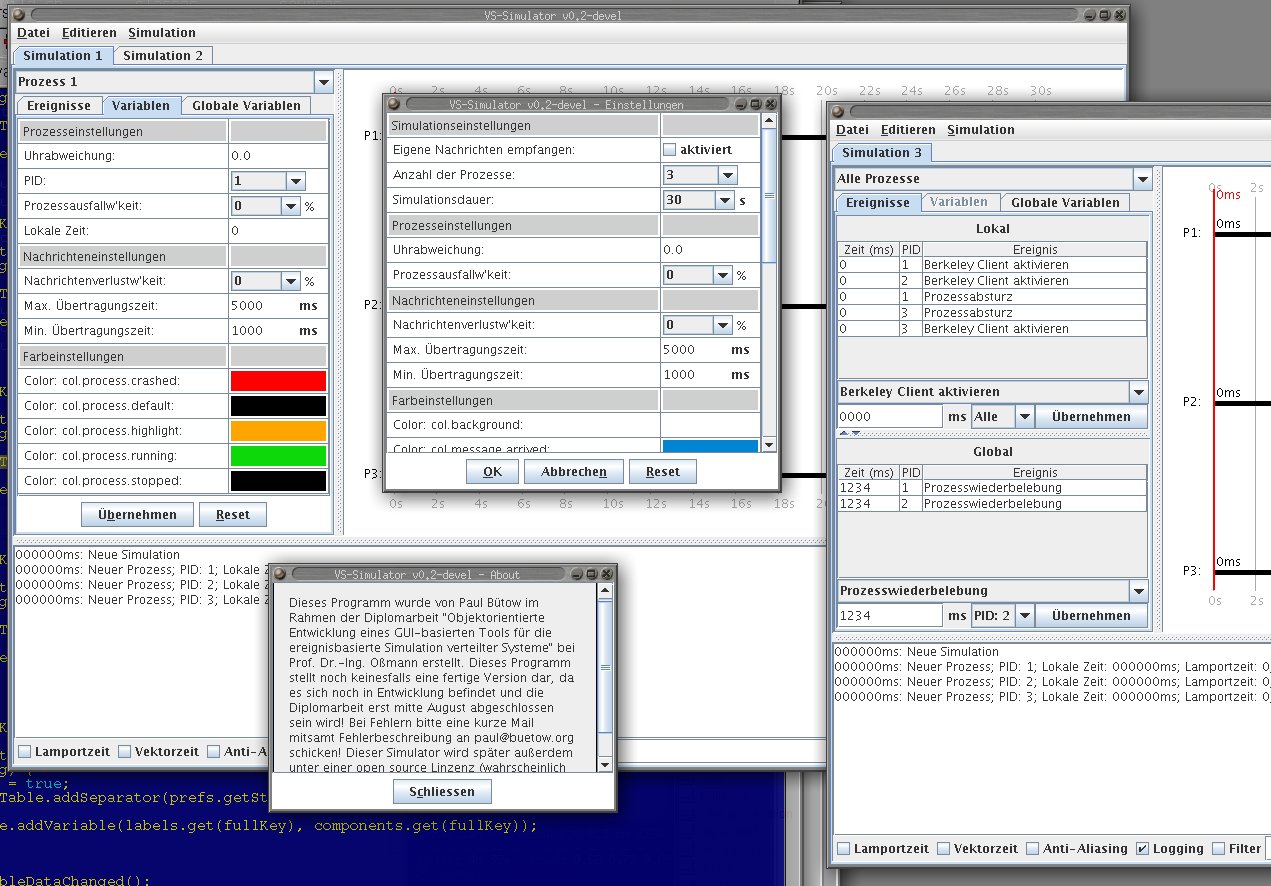 VS-Simulator v0.2-devel
Datei Editieren Simulation
Simulation 1 Simulation 2
Prozess 1
Ereignisse Variablen Globale Variablen
Prozesseinstellungen
Uhrabweichung: 0.0
PID: 1
Prozessausfallw'keit: 0 %
Lokale Zeit: 0
Nachrichteneinstellungen
Nachrichtenverlustw'keit: 0 %
Max. Übertragungszeit: 5000 ms
Min. Übertragungszeit: 1000 ms
Farbeinstellungen
Color: col.process.crashed:
Color: col.process.default:
Color: col.process.highlight:
Color: col.process.running:
Color: col.process.stopped:
Übernehmen Reset
0s 2s 4s 6s 8s 10s 12s 14s 16s 18s 20s 22s 24s 26s 28s 30s
P1:
P2:
P3:
0s 2s 4s 6s 8s 10s 12s 14s 16s 18s 20s
000000ms: Neue Simulation
000000ms: Neuer Prozess; PID: 1; Lokale Z
000000ms: Neuer Prozess; PID: 2; Lokale Z
000000ms: Neuer Prozess; PID: 3; Lokale Z
Lamportzeit Vektorzeit Anti-A
VS-Simulator v0.2-devel - Einstellungen
Simulationseinstellungen
Eigene Nachrichten empfangen: aktiviert
Anzahl der Prozesse: 3
Simulationsdauer: 30 s
Prozesseinstellungen
Uhrabweichung: 0.0
Prozessausfallw'keit: 0 %
Nachrichteneinstellungen
Nachrichtenverlustw'keit: 0 %
Max. Übertragungszeit: 5000 ms
Min. Übertragungszeit: 1000 ms
Farbeinstellungen
Color: col.background:
Color: col.message.arrived:
OK Abbrechen Reset
VS-Simulator v0.2-devel - About
Dieses Programm wurde von Paul Bütow im
Rahmen der Diplomarbeit "Objektorientierte
Entwicklung eines GUI-basierten Tools für die
ereignisbasierte Simulation verteilter Systeme" bei
Prof. Dr.-Ing. Oßmann erstellt. Dieses Programm
stellt noch keinesfalls eine fertige Version dar, da
es sich noch in Entwicklung befindet und die
Diplomarbeit erst mitte August abgeschlossen
sein wird! Bei Fehlern bitte eine kurze Mail
mitsamt Fehlerbeschreibung an paul@buetow.org
schicken! Dieser Simulator wird später außerdem
unter einer open source Linzenz (wahrscheinlich
Schliessen
Datei Editieren Simulation
Simulation 3
Alle Prozesse
Ereignisse Variablen Globale Variablen
Lokal
Zeit (ms) PID Ereignis
0 1 Berkeley Client aktivieren
0 2 Berkeley Client aktivieren
0 1 Prozessabsturz
0 3 Prozessabsturz
0 3 Berkeley Client aktivieren
Berkeley Client aktivieren
0000 ms Alle Übernehmen
Global
Zeit (ms) PID Ereignis
1234 1 Prozesswiederbelebung
1234 2 Prozesswiederbelebung
Prozesswiederbelebung
1234 ms PID: 2 Übernehmen
0s 2s
0ms
P1: 0ms
P2: 0ms
P3: 0ms
0s 2s
000000ms: Neue Simulation
000000ms: Neuer Prozess; PID: 1; Lokale Zeit: 000000ms; Lamportzeit: 0
000000ms: Neuer Prozess; PID: 2; Lokale Zeit: 000000ms; Lamportzeit: 0
000000ms: Neuer Prozess; PID: 3; Lokale Zeit: 000000ms; Lamportzeit: 0
Lamportzeit Vektorzeit Anti-Aliasing Logging Filter
= true;
Table.addSeparator(prefs.getSt
e.addVariable(labels.get(fullKey), components.get(fullKey));
bleDataChanged();